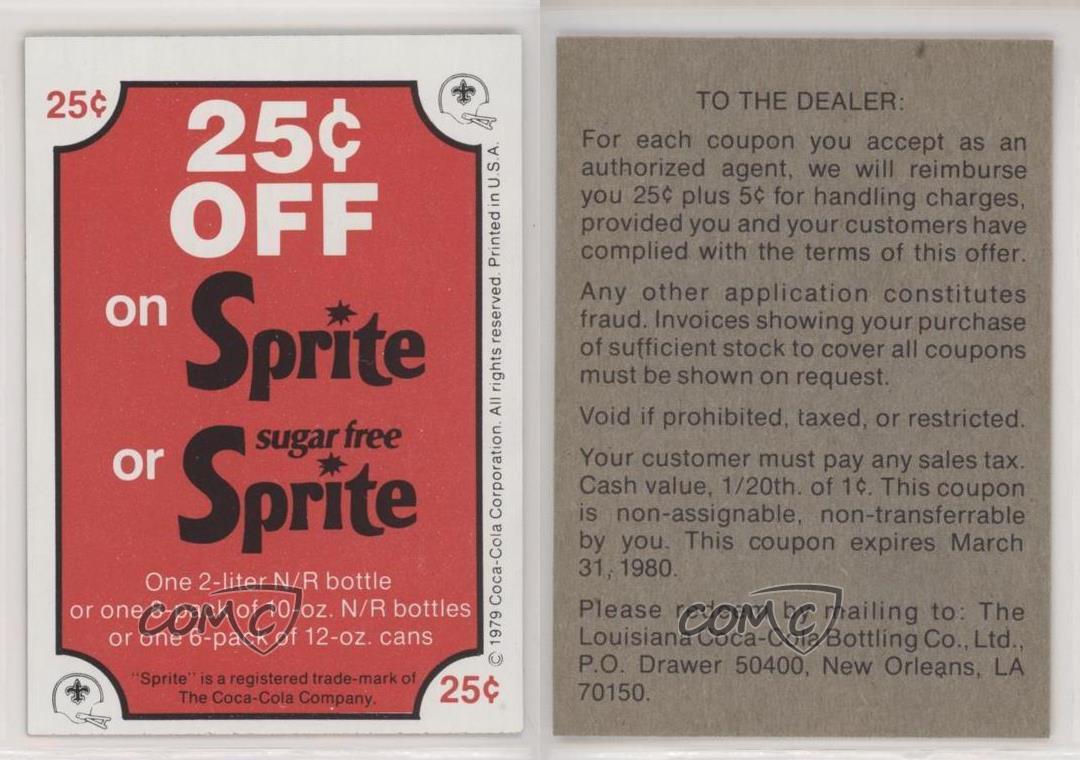 25¢
25¢
OFF
on Sprite
or sugar free
Sprite
One 2-liter N/R bottle
or one 8-pack of 10-oz. N/R bottles
or one 6-pack of 12-oz. cans
"Sprite" is a registered trade-mark of
The Coca-Cola Company.
25¢
© 1979 Coca-Cola Corporation. All rights reserved. Printed in U.S.A.
COMC
TO THE DEALER:
For each coupon you accept as an
authorized agent, we will reimburse
you 25¢ plus 5¢ for handling charges,
provided you and your customers have
complied with the terms of this offer.
Any other application constitutes
fraud. Invoices showing your purchase
of sufficient stock to cover all coupons
must be shown on request.
Void if prohibited, taxed, or restricted.
Your customer must pay any sales tax.
Cash value, 1/20th. of 1¢. This coupon
is non-assignable, non-transferrable
by you. This coupon expires March
31, 1980.
Please redeem by mailing to: The
Louisiana Coca-Cola Bottling Co., Ltd.,
P.O. Drawer 50400, New Orleans, LA
70150.
COMC